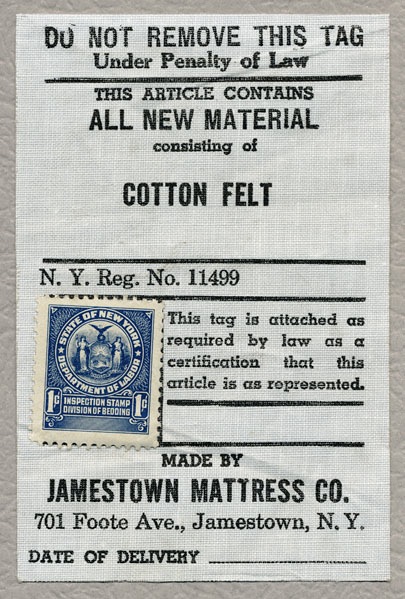 DO NOT REMOVE THIS TAG
Under Penalty of Law
THIS ARTICLE CONTAINS
ALL NEW MATERIAL
consisting of
COTTON FELT
N. Y. Reg. No. 11499
STATE OF NEW YORK
DEPARTMENT OF LABOR
INSPECTION STAMP
1c 1c
DIVISION OF BEDDING
This tag is attached as
required by law as a
certification that this
article is as represented.
MADE BY
JAMESTOWN MATTRESS CO.
701 Foote Ave., Jamestown, N. Y.
DATE OF DELIVERY